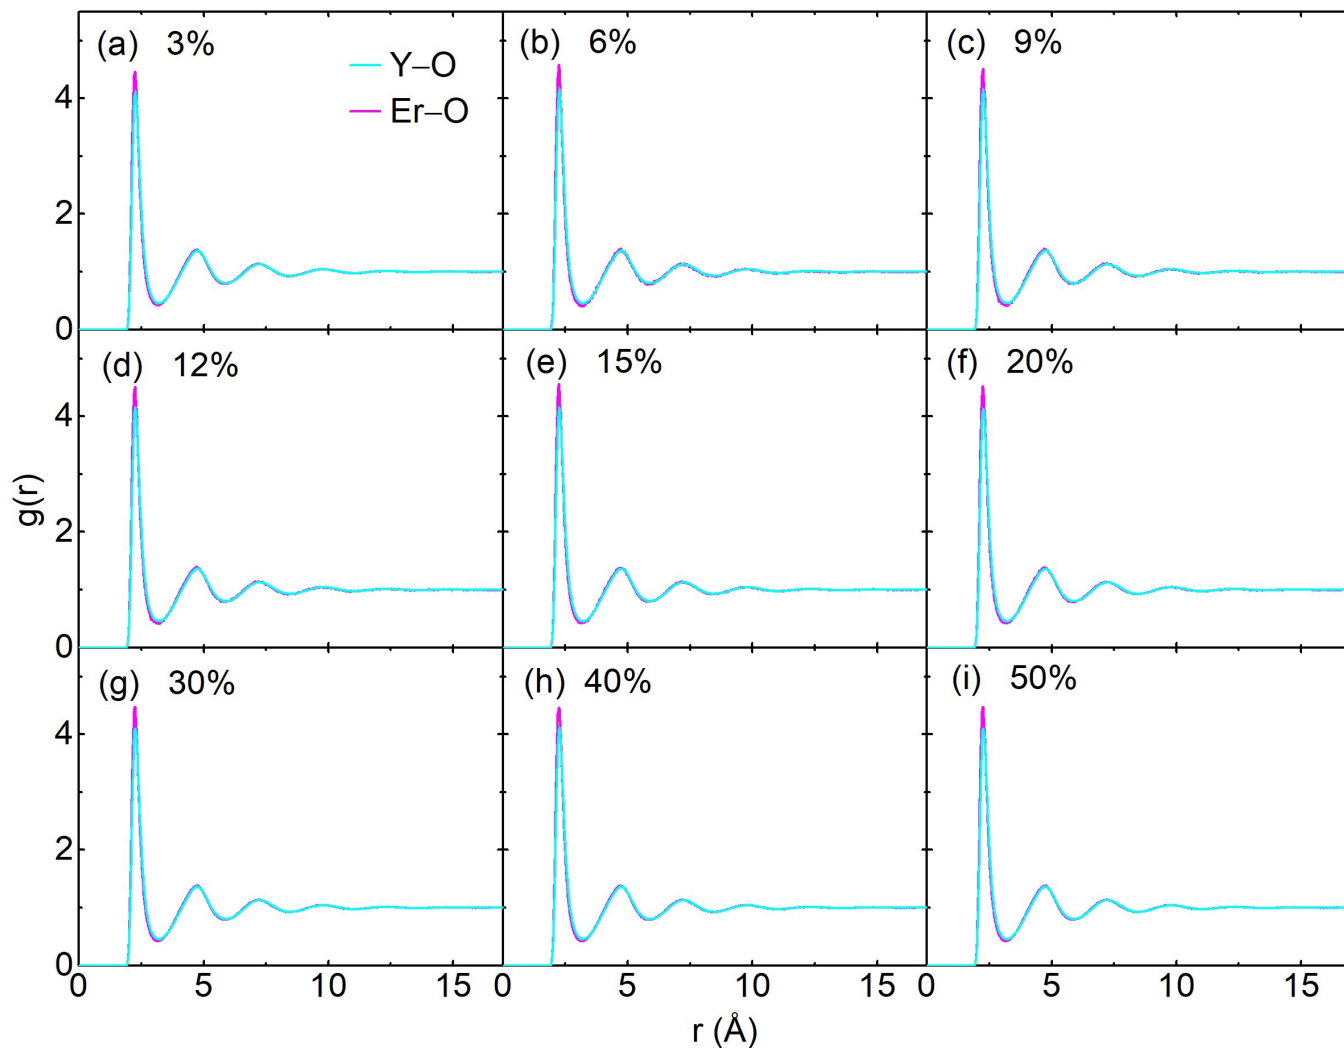 (a) 3%
(b) 6%
(c) 9%
Y–O
Er–O
4
2
0
(d) 12%
(e) 15%
(f) 20%
4
2
0
g(r)
(g) 30%
(h) 40%
(i) 50%
4
2
0
0 5 10 15 0 5 10 15 0 5 10 15
r (Å)